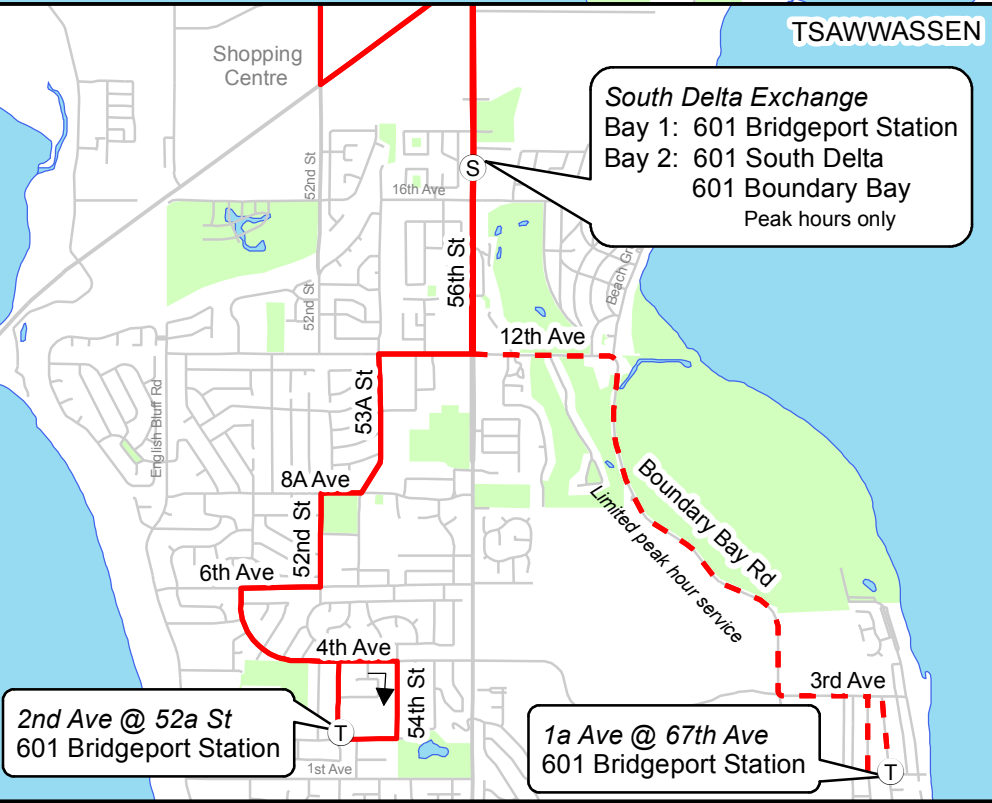 TSAWWASSEN
Shopping
Centre
South Delta Exchange
Bay 1: 601 Bridgeport Station
Bay 2: 601 South Delta
601 Boundary Bay
Peak hours only
S
52nd St
16th Ave
56th St
52nd St
Beach Gr
12th Ave
53A St
English Bluff Rd
8A Ave
52nd St
Boundary Bay Rd
Limited peak hour service
6th Ave
4th Ave
54th St
3rd Ave
2nd Ave @ 52a St
601 Bridgeport Station
T
1st Ave
1a Ave @ 67th Ave
601 Bridgeport Station
T